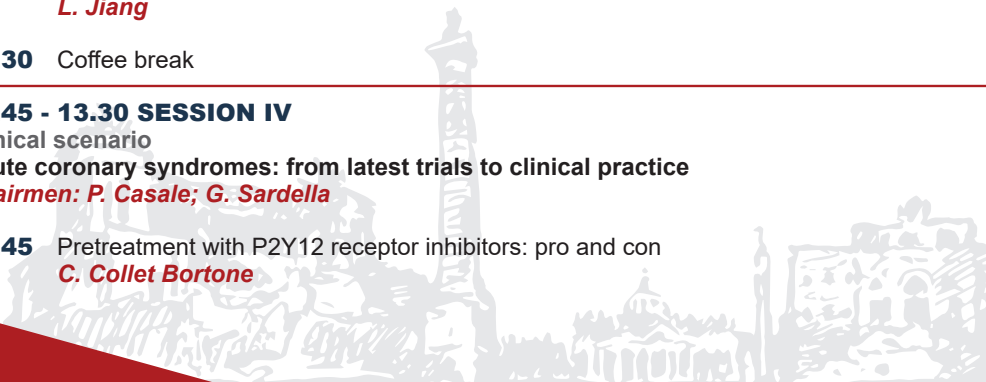 L. Jiang
30 Coffee break
45 - 13.30 SESSION IV
nical scenario
ute coronary syndromes: from latest trials to clinical practice
airmen: P. Casale; G. Sardella
45 Pretreatment with P2Y12 receptor inhibitors: pro and con
C. Collet Bortone